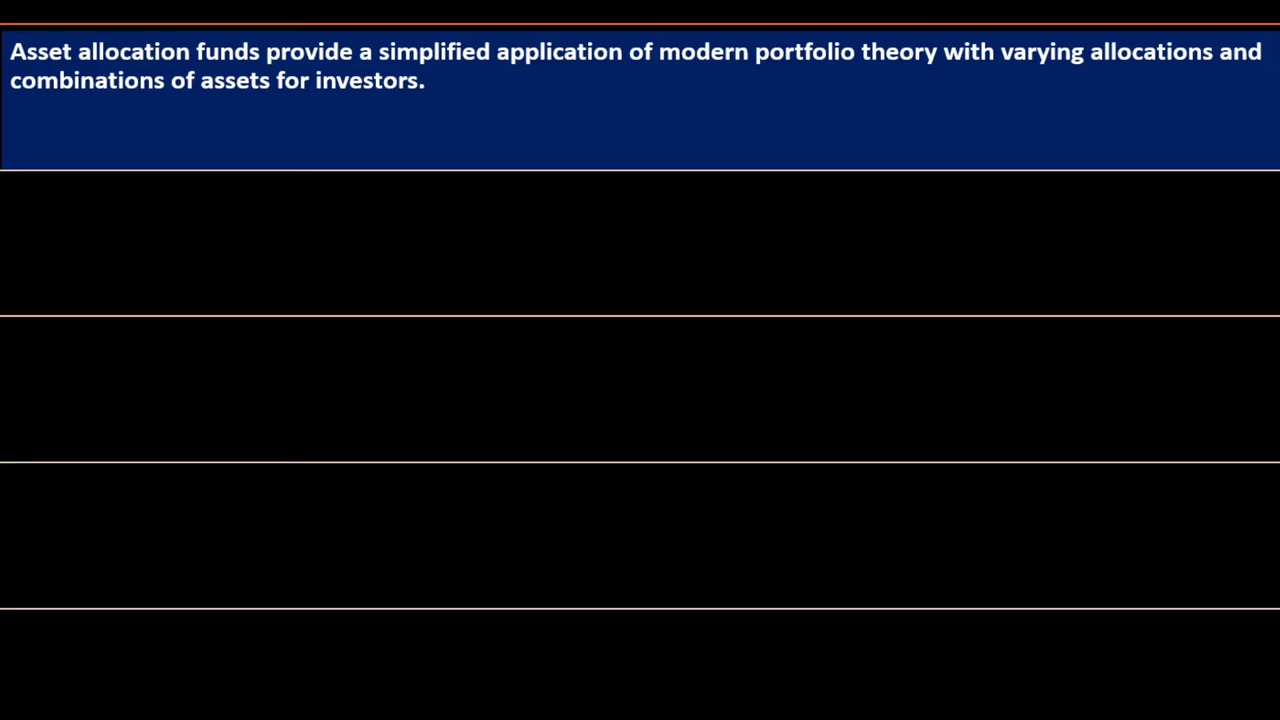 Asset allocation funds provide a simplified application of modern portfolio theory with varying allocations and
combinations of assets for investors.